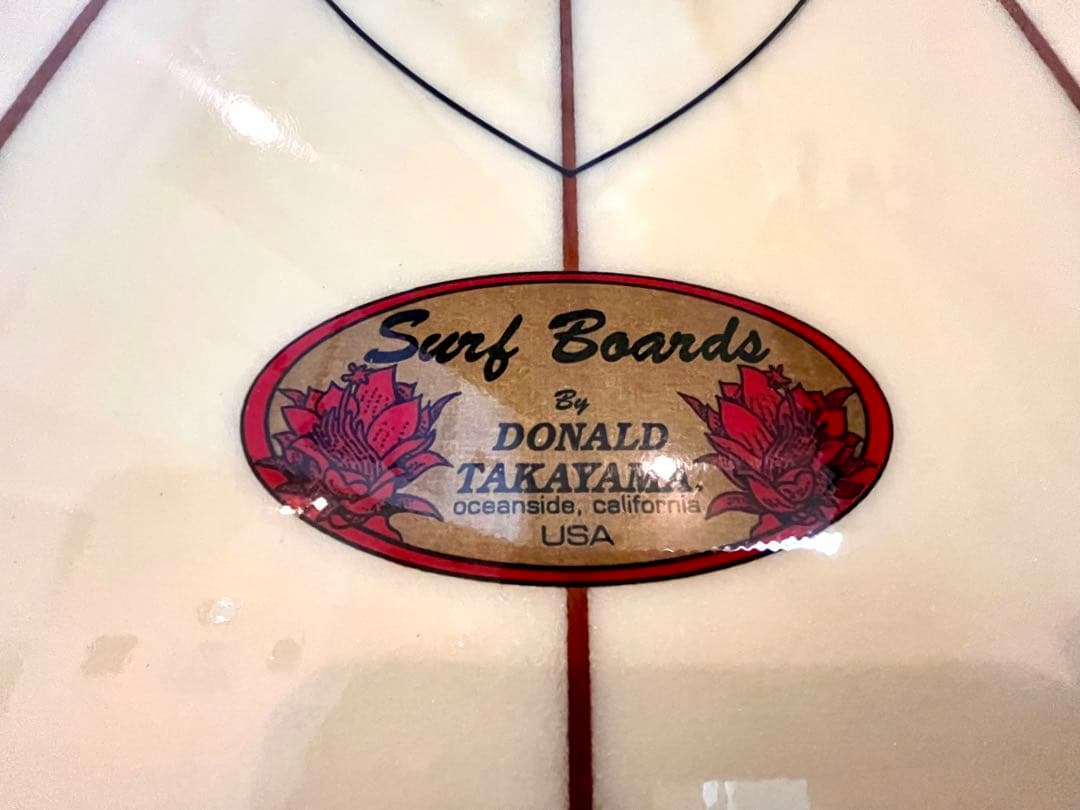 Surf Boards
By
DONALD
TAKAYAMA.
oceanside, california
USA